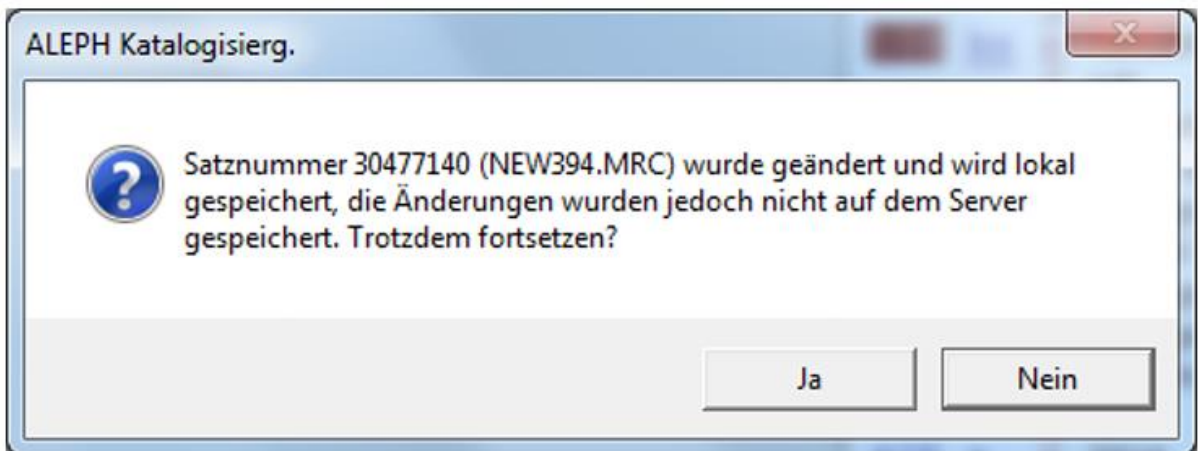 ALEPH Katalogisierg.
Satznummer 30477140 (NEW394.MRC) wurde geändert und wird lokal
gespeichert, die Änderungen wurden jedoch nicht auf dem Server
gespeichert. Trotzdem fortsetzen?
Ja
Nein